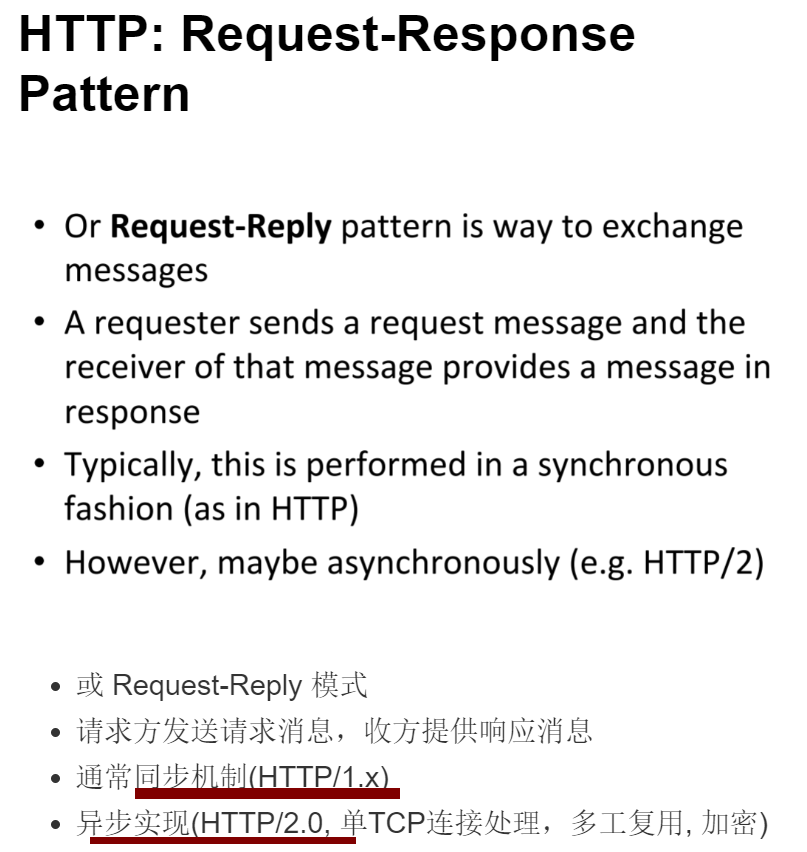 HTTP: Request-Response
Pattern
• Or Request-Reply pattern is way to exchange
messages
• A requester sends a request message and the
receiver of that message provides a message in
response
• Typically, this is performed in a synchronous
fashion (as in HTTP)
• However, maybe asynchronously (e.g. HTTP/2)
• 或 Request-Reply 模式
• 请求方发送请求消息，收方提供响应消息
• 通常同步机制(HTTP/1.x)
• 异步实现(HTTP/2.0, 单TCP连接处理，多工复用, 加密)